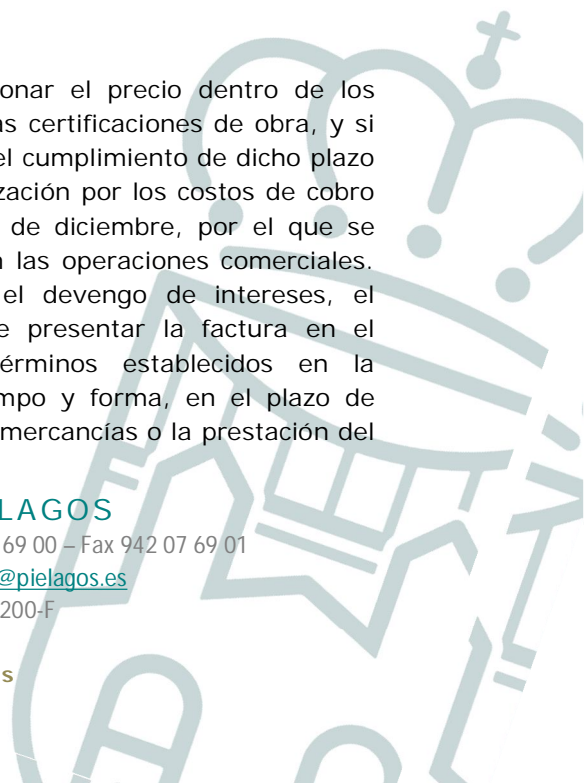 onar el precio dentro de los
as certificaciones de obra, y si
el cumplimiento de dicho plazo
zación por los costos de cobro
de diciembre, por el que se
las operaciones comerciales.
el devengo de intereses, el
e presentar la factura en el
érminos establecidos en la
mpo y forma, en el plazo de
mercancías o la prestación del
LAGOS
69 00 – Fax 942 07 69 01
@pielagos.es
200-F
s